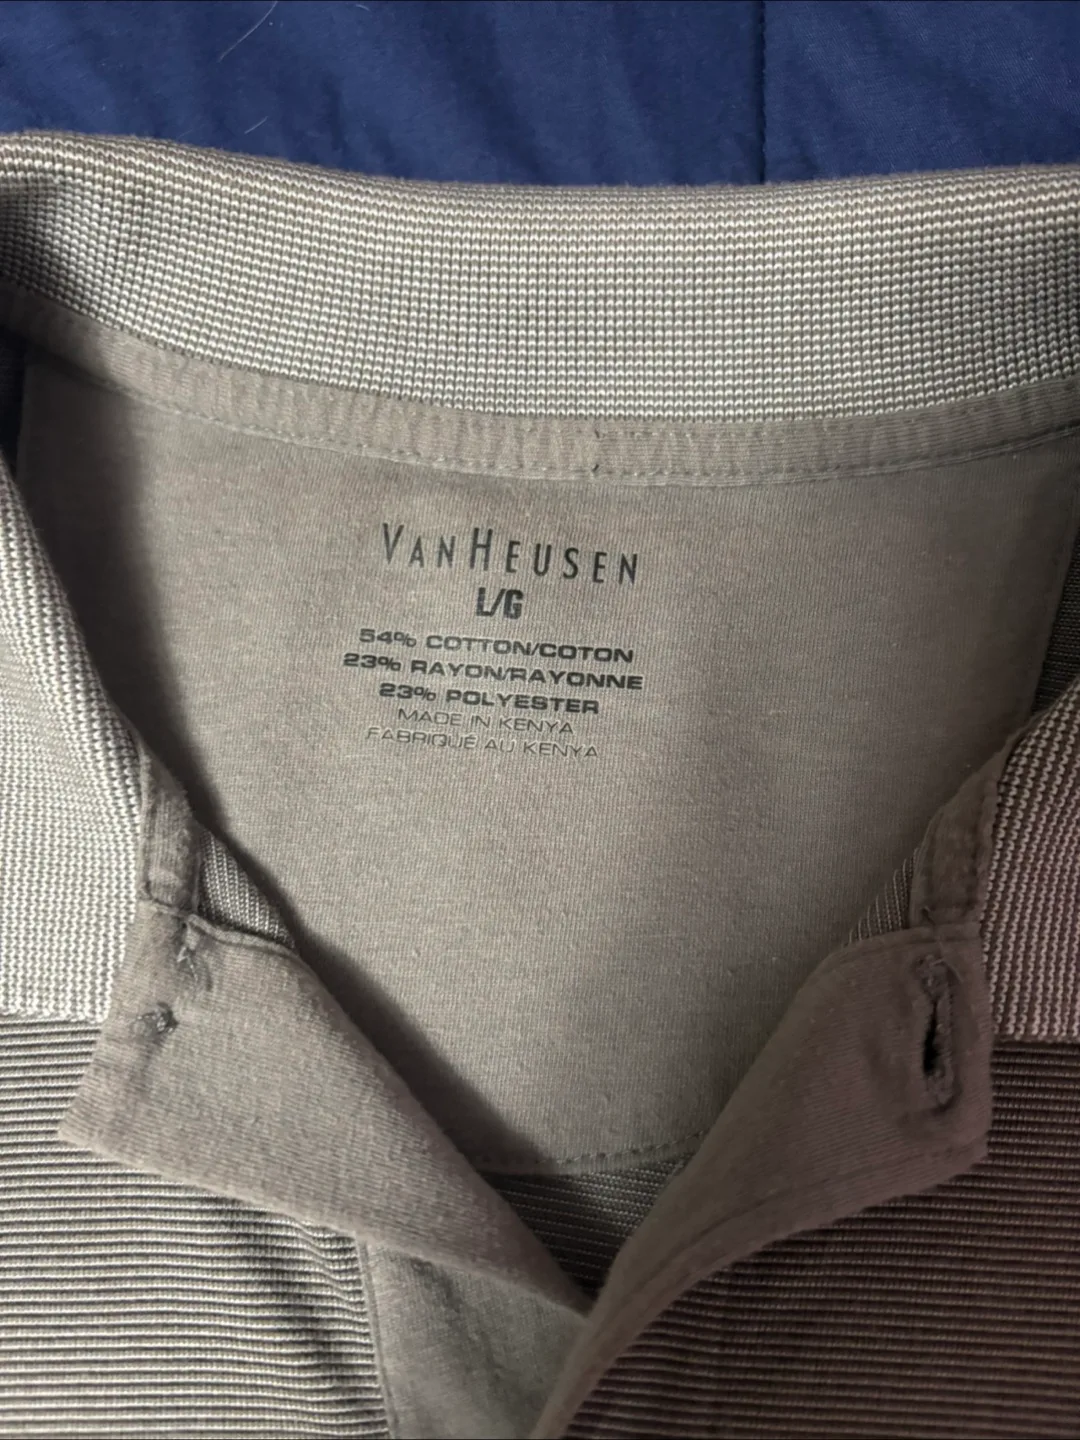 VANHEUSEN
L/G
54% COTTON/COTON
23% RAYON/RAYONNE
23% POLYESTER
MADE IN KENYA
FABRIQUÉ AU KENYA